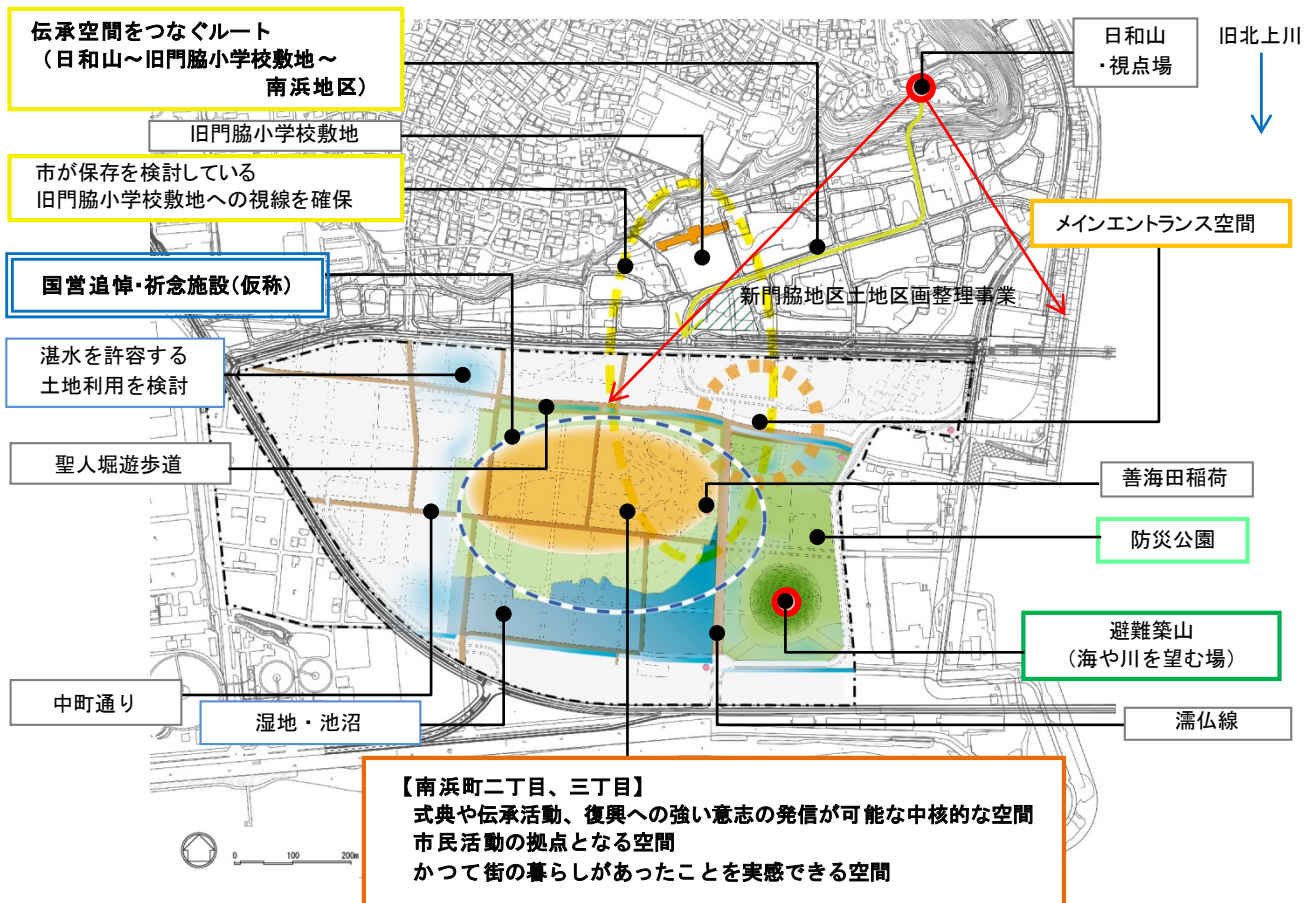 伝承空間をつなぐルート
（日和山～旧門脇小学校敷地～
南浜地区）
日和山
・視点場
旧北上川
旧門脇小学校敷地
市が保存を検討している
旧門脇小学校敷地への視線を確保
メインエントランス空間
国営追悼・祈念施設(仮称)
新門脇地区土地区画整理事業
湛水を許容する
土地利用を検討
聖人堀遊歩道
善海田稲荷
防災公園
避難築山
(海や川を望む場)
中町通り
湿地・池沼
濡仏線
【南浜町二丁目、三丁目】
式典や伝承活動、復興への強い意志の発信が可能な中核的な空間
市民活動の拠点となる空間
かつて街の暮らしがあったことを実感できる空間
0 100 200m